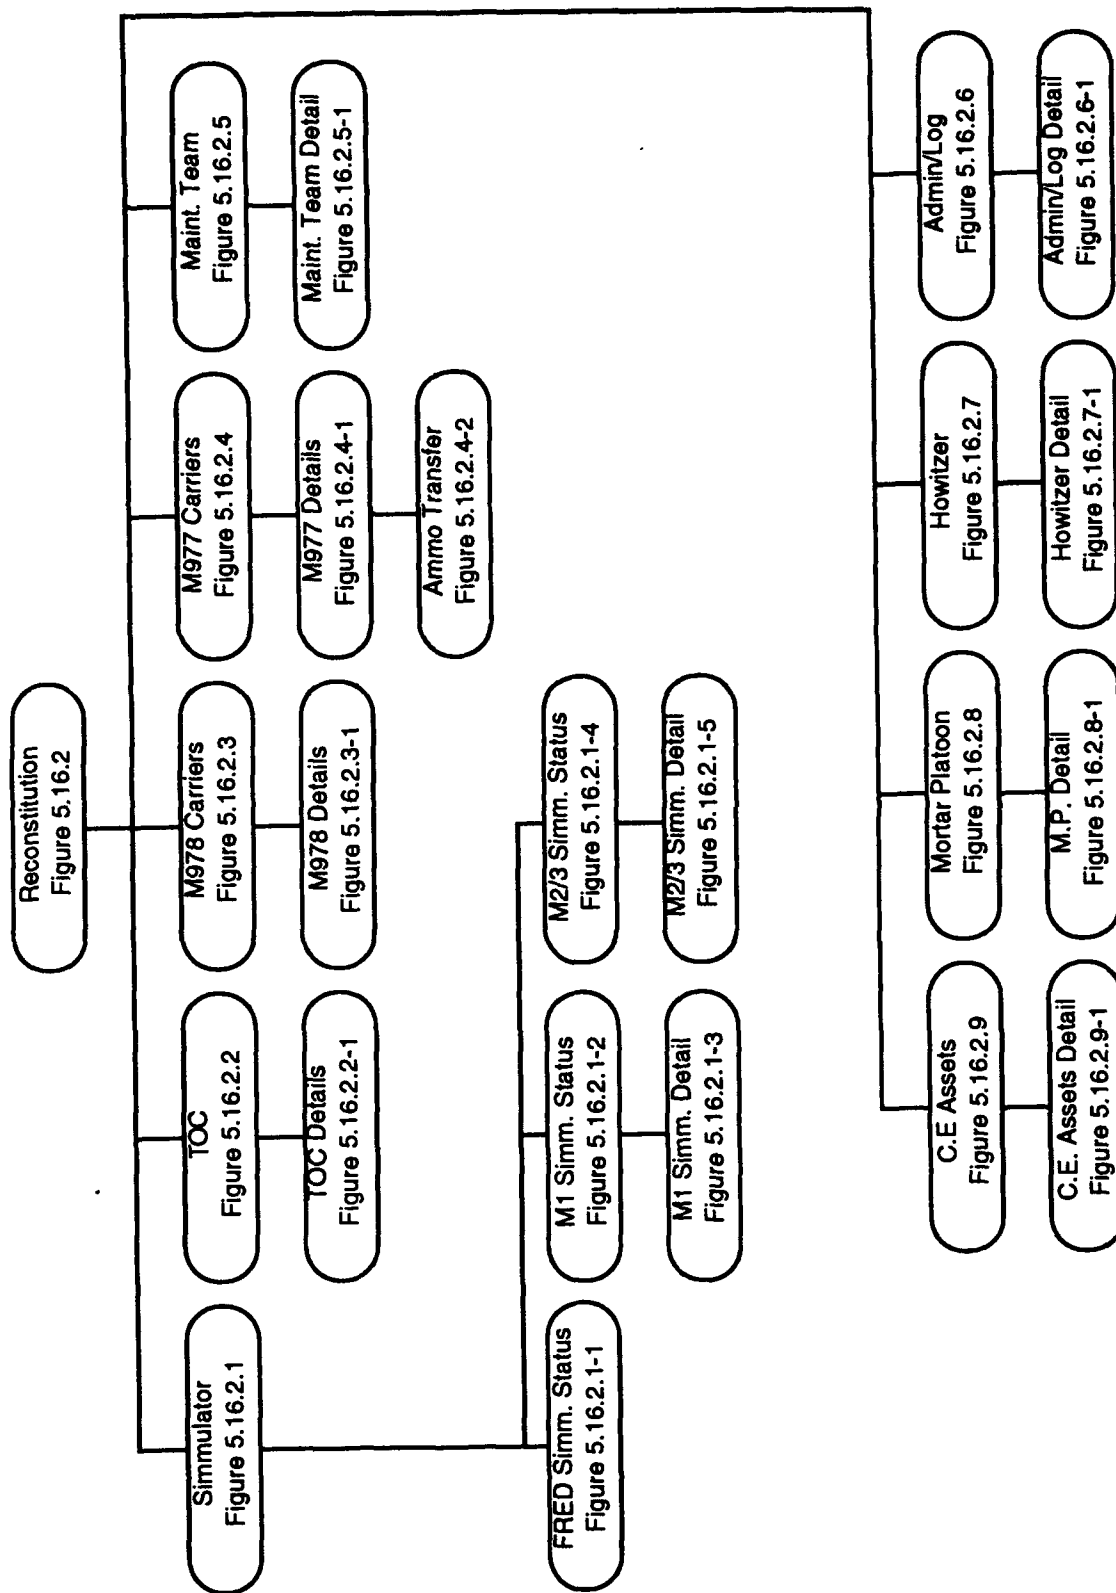 Reconstitution
Figure 5.16.2
Simmulator
Figure 5.16.2.1
TOC
Figure 5.16.2.2
M978 Carriers
Figure 5.16.2.3
M977 Carriers
Figure 5.16.2.4
Maint. Team
Figure 5.16.2.5
TOC Details
Figure 5.16.2.2-1
M978 Details
Figure 5.16.2.3-1
M977 Details
Figure 5.16.2.4-1
Maint. Team Detail
Figure 5.16.2.5-1
Ammo Transfer
Figure 5.16.2.4-2
FRED Simm. Status
Figure 5.16.2.1-1
M1 Simm. Status
Figure 5.16.2.1-2
M2/3 Simm. Status
Figure 5.16.2.1-4
M1 Simm. Detail
Figure 5.16.2.1-3
M2/3 Simm. Detail
Figure 5.16.2.1-5
C.E Assets
Figure 5.16.2.9
Mortar Platoon
Figure 5.16.2.8
Howitzer
Figure 5.16.2.7
Admin/Log
Figure 5.16.2.6
C.E. Assets Detail
Figure 5.16.2.9-1
M.P. Detail
Figure 5.16.2.8-1
Howitzer Detail
Figure 5.16.2.7-1
Admin/Log Detail
Figure 5.16.2.6-1